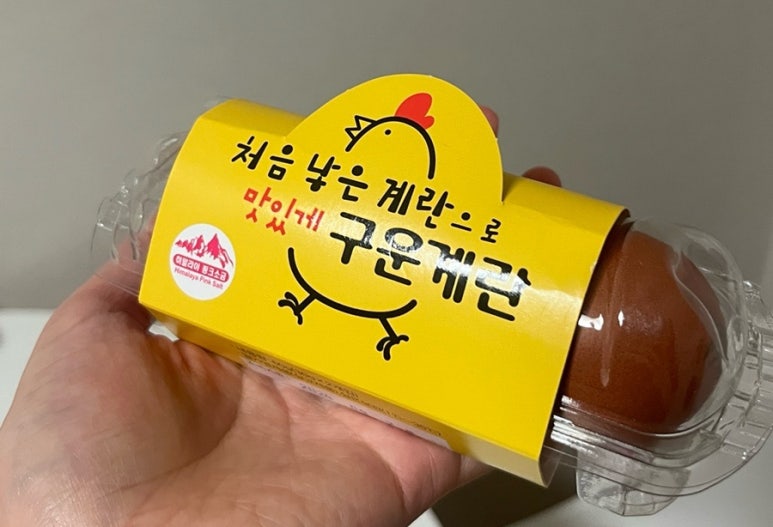 처음 낳은 계란으로
맛있게 구운계란
히말라야 핑크소금
Himalaya Pink Salt